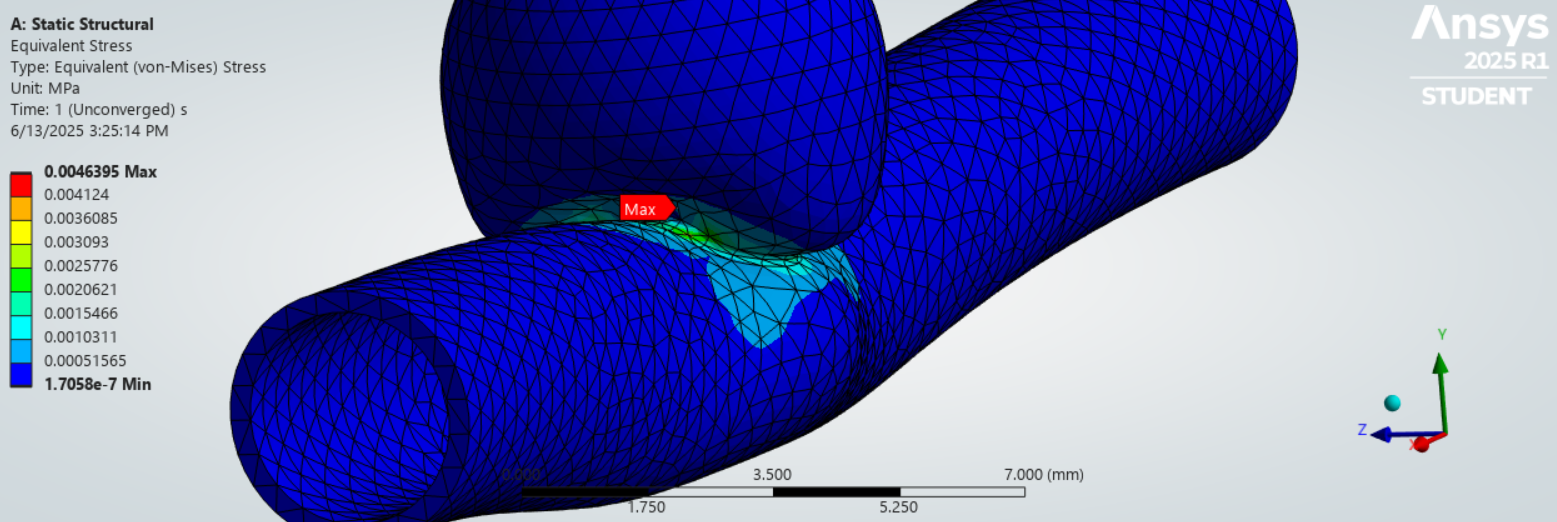 A: Static Structural
Equivalent Stress
Type: Equivalent (von-Mises) Stress
Unit: MPa
Time: 1 (Unconverged) s
6/13/2025 3:25:14 PM
0.0046395 Max
0.004124
0.0036085
0.003093
0.0025776
0.0020621
0.0015466
0.0010311
0.00051565
1.7058e-7 Min
Ansys
2025 R1
STUDENT
Max
Y
Z
X
0.000 3.500 7.000 (mm)
1.750 5.250